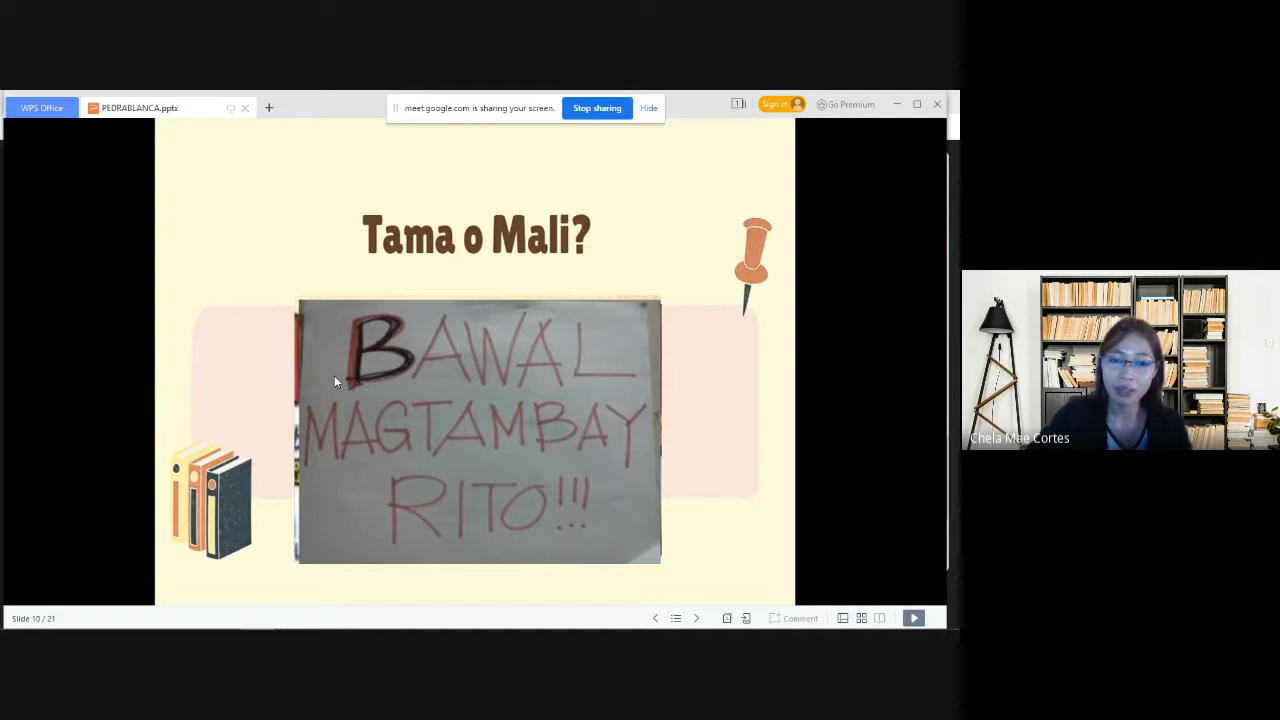 WPS Office
PEDRABLANCA.pptx
meet.google.com is sharing your screen.
Stop sharing
Hide
1
Sign in
Go Premium
Tama o Mali?
BAWAL
MAGTAMBAY
RITO!!!
Chela Mae Cortes
Slide 10 / 21
Comment